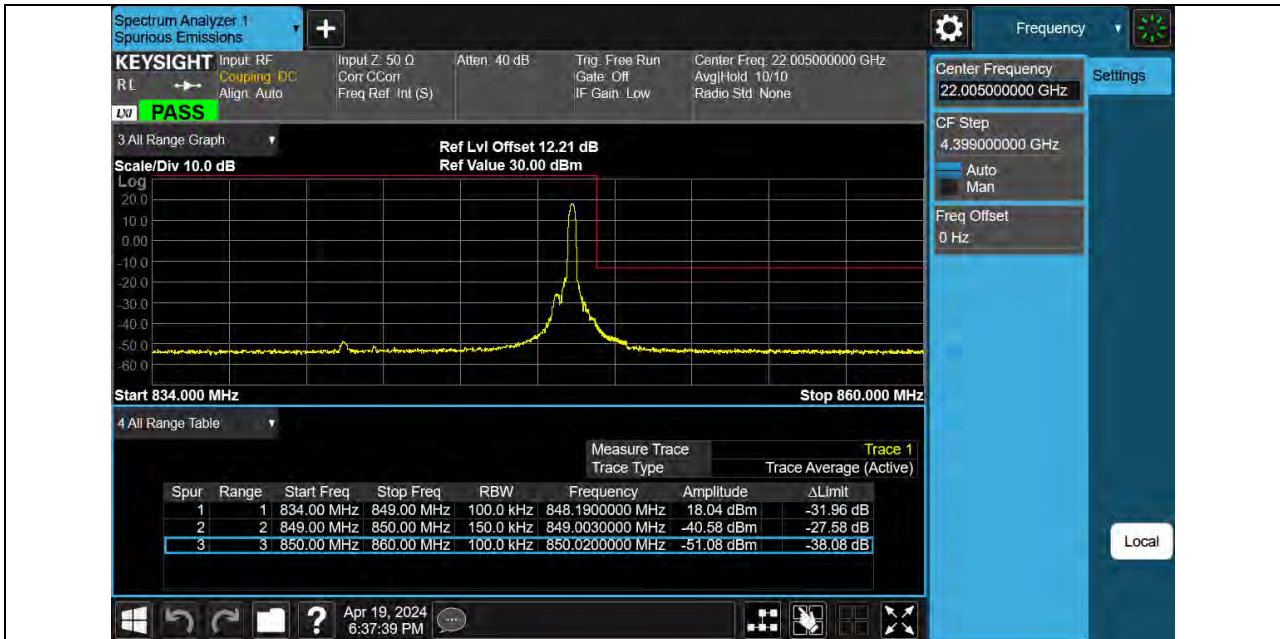 Spectrum Analyzer 1
Spurious Emissions
Frequency
KEYSIGHT Input: RF Input Z: 50 Ω Atten: 40 dB Trig: Free Run Center Freq: 22.005000000 GHz
RL Coupling: DC Corr CCorr Gate: Off Avg|Hold: 10/10
Align: Auto Freq Ref: Int (S) IF Gain: Low Radio Std: None
LXI PASS
Center Frequency
22.005000000 GHz
Settings
CF Step
4.399000000 GHz
Auto
Man
Freq Offset
0 Hz
3 All Range Graph
Ref Lvl Offset 12.21 dB
Scale/Div 10.0 dB Ref Value 30.00 dBm
Log
20.0
10.0
0.00
-10.0
-20.0
-30.0
-40.0
-50.0
-60.0
Start 834.000 MHz Stop 860.000 MHz
4 All Range Table
Measure Trace Trace 1
Trace Type Trace Average (Active)
Spur Range Start Freq Stop Freq RBW Frequency Amplitude ΔLimit
1 1 834.00 MHz 849.00 MHz 100.0 kHz 848.1900000 MHz 18.04 dBm -31.96 dB
2 2 849.00 MHz 850.00 MHz 150.0 kHz 849.0030000 MHz -40.58 dBm -27.58 dB
3 3 850.00 MHz 860.00 MHz 100.0 kHz 850.0200000 MHz -51.08 dBm -38.08 dB
Local
Apr 19, 2024
6:37:39 PM